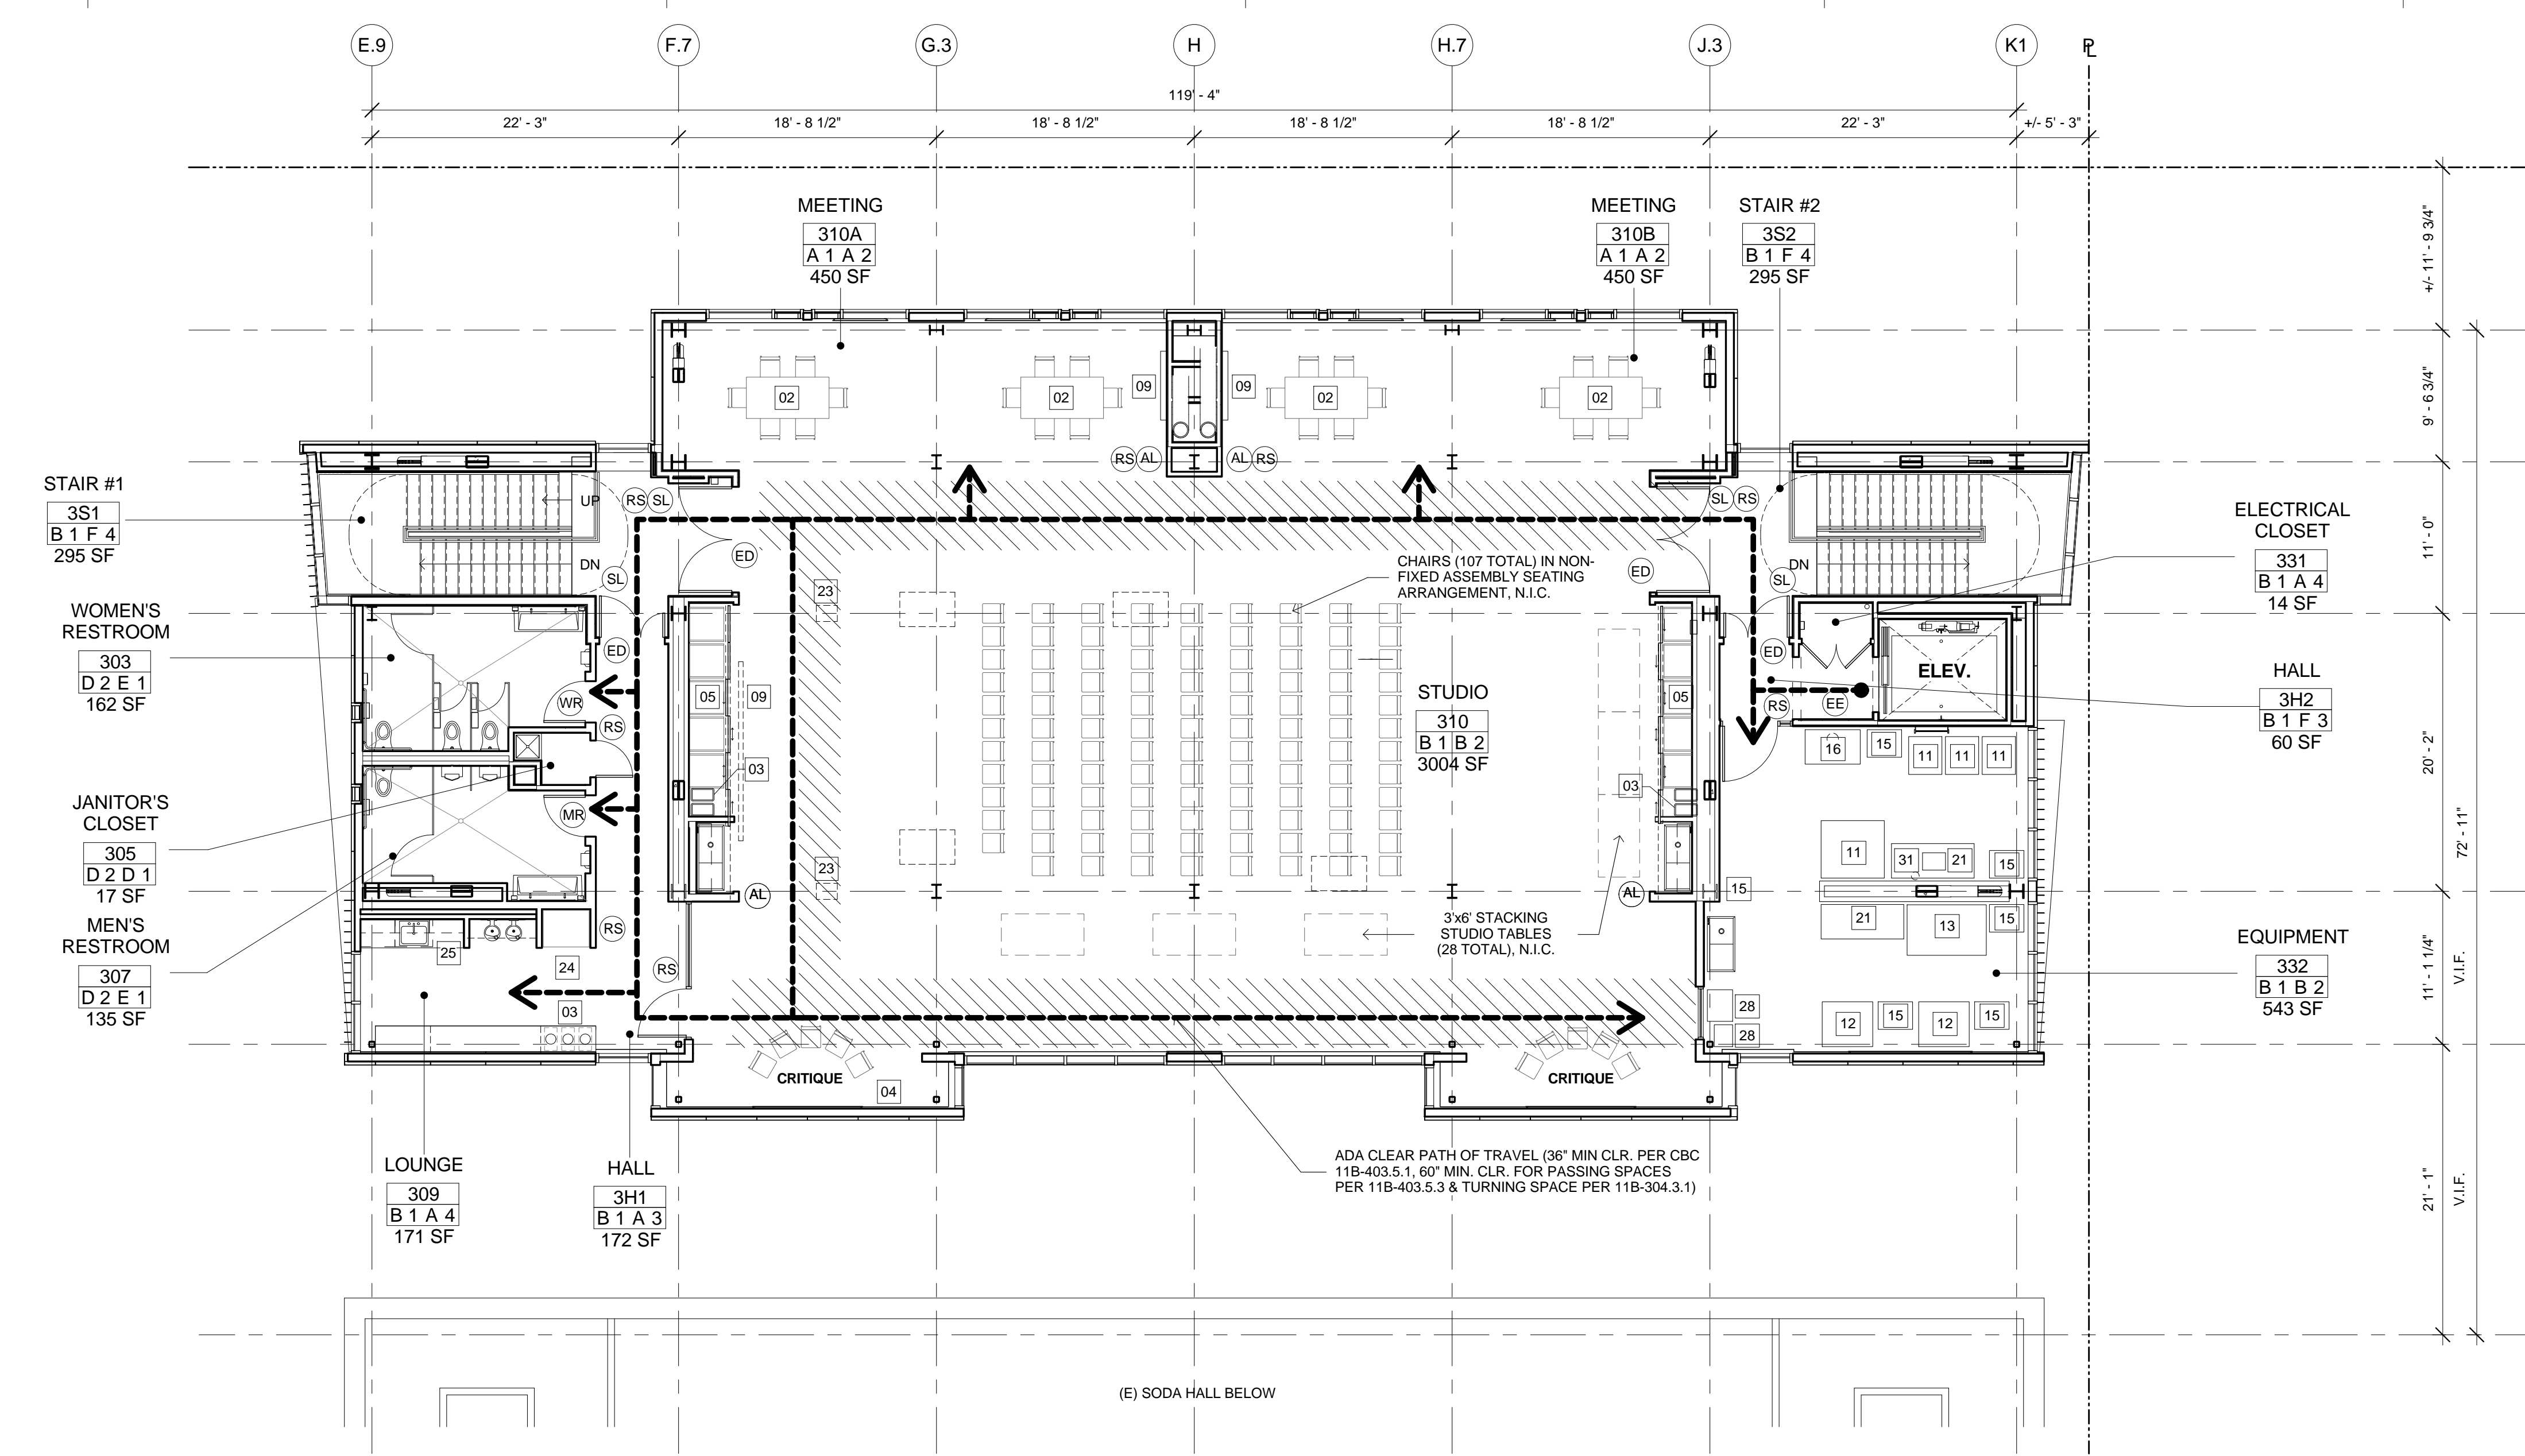 E.9
F.7
G.3
H
H.7
J.3
K1
PL
119' - 4"
22' - 3"
18' - 8 1/2"
18' - 8 1/2"
18' - 8 1/2"
18' - 8 1/2"
22' - 3"
+/- 5' - 3"
MEETING
310A
A 1 A 2
450 SF
MEETING
310B
A 1 A 2
450 SF
STAIR #2
3S2
B 1 F 4
295 SF
+/- 11' - 9 3/4"
9' - 6 3/4"
11' - 0"
20' - 2"
72' - 11"
11' - 1 1/4"
V.I.F.
21' - 1"
V.I.F.
02
02
09
09
02
02
RS
AL
AL
RS
STAIR #1
3S1
B 1 F 4
295 SF
UP
RS
SL
DN
SL
ED
SL
RS
ED
DN
SL
ELECTRICAL
CLOSET
331
B 1 A 4
14 SF
CHAIRS (107 TOTAL) IN NON-
FIXED ASSEMBLY SEATING
ARRANGEMENT, N.I.C.
23
WOMEN'S
RESTROOM
303
D 2 E 1
162 SF
ED
WR
RS
05
09
03
STUDIO
310
B 1 B 2
3004 SF
05
03
ED
RS
EE
ELEV.
HALL
3H2
B 1 F 3
60 SF
16
15
11
11
11
JANITOR'S
CLOSET
305
D 2 D 1
17 SF
MR
23
AL
AL
15
11
31
21
15
MEN'S
RESTROOM
307
D 2 E 1
135 SF
RS
25
24
RS
03
3'x6' STACKING
STUDIO TABLES
(28 TOTAL), N.I.C.
21
13
15
EQUIPMENT
332
B 1 B 2
543 SF
28
28
12
15
12
15
CRITIQUE
04
CRITIQUE
LOUNGE
309
B 1 A 4
171 SF
HALL
3H1
B 1 A 3
172 SF
ADA CLEAR PATH OF TRAVEL (36" MIN CLR. PER CBC
11B-403.5.1, 60" MIN. CLR. FOR PASSING SPACES
PER 11B-403.5.3 & TURNING SPACE PER 11B-304.3.1)
(E) SODA HALL BELOW